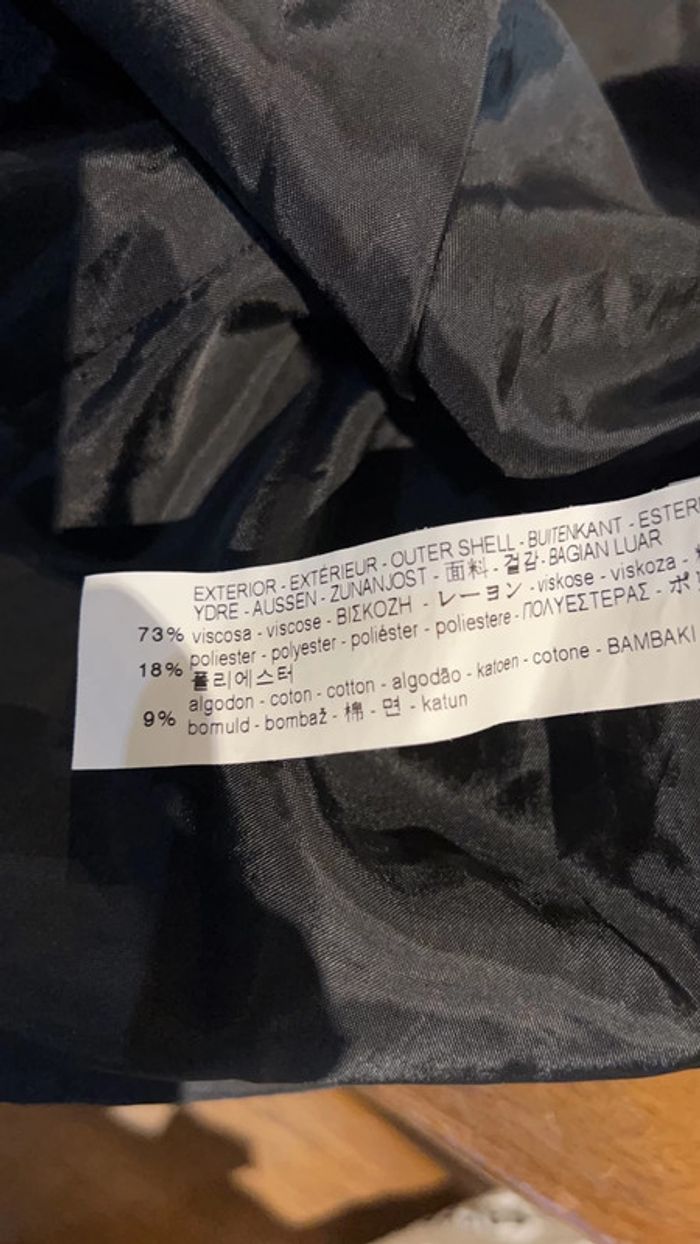 EXTERIOR - EXTÉRIEUR - OUTER SHELL - BUITENKANT - ESTER
YDRE - AUSSEN - ZUNANJOST - 面料 - 겉감 - BAGIAN LUAR
73% viscosa - viscose - ΒΙΣΚΟΖΗ - レーヨン - viskose - viskoza -
18% poliester - polyester - poliéster - poliestere - ΠΟΛΥΕΣΤΕΡΑΣ - ポ
폴리에스터
9% algodon - coton - cotton - algodão - katoen - cotone - BAMBAKI
bomuld - bombaž - 棉 - 면 - katun